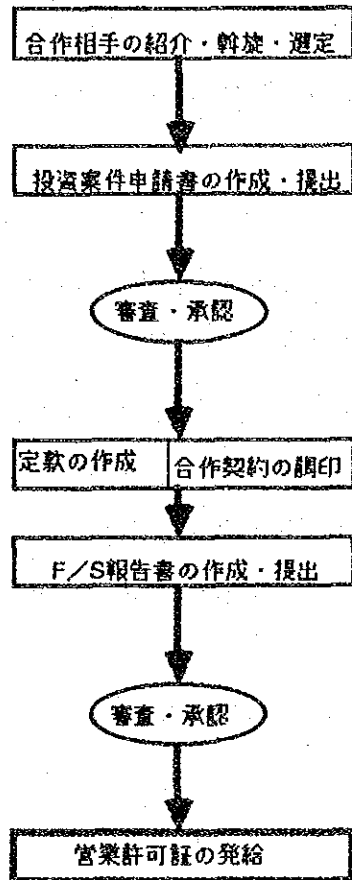 合作相手の紹介・斡旋・選定
投資案件申請書の作成・提出
審査・承認
定款の作成 合作契約の調印
F/S報告書の作成・提出
審査・承認
営業許可証の発給